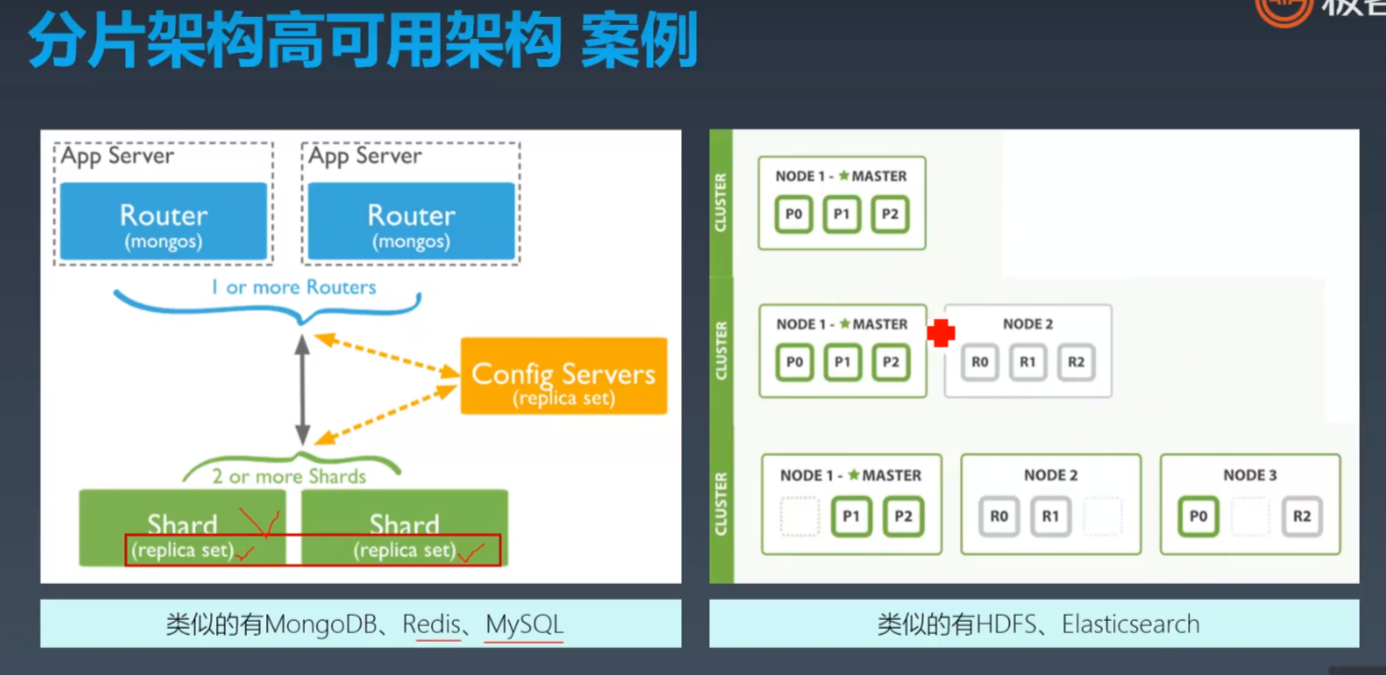 分片架构高可用架构 案例
极客
App Server
App Server
Router
(mongos)
Router
(mongos)
1 or more Routers
Config Servers
(replica set)
2 or more Shards
Shard
(replica set)
Shard
(replica set)
类似的有MongoDB、Redis、MySQL
CLUSTER
NODE 1 - ★MASTER
P0 P1 P2
CLUSTER
NODE 1 - ★MASTER
P0 P1 P2
NODE 2
R0 R1 R2
CLUSTER
NODE 1 - ★MASTER
P1 P2
NODE 2
R0 R1
NODE 3
P0 R2
类似的有HDFS、Elasticsearch